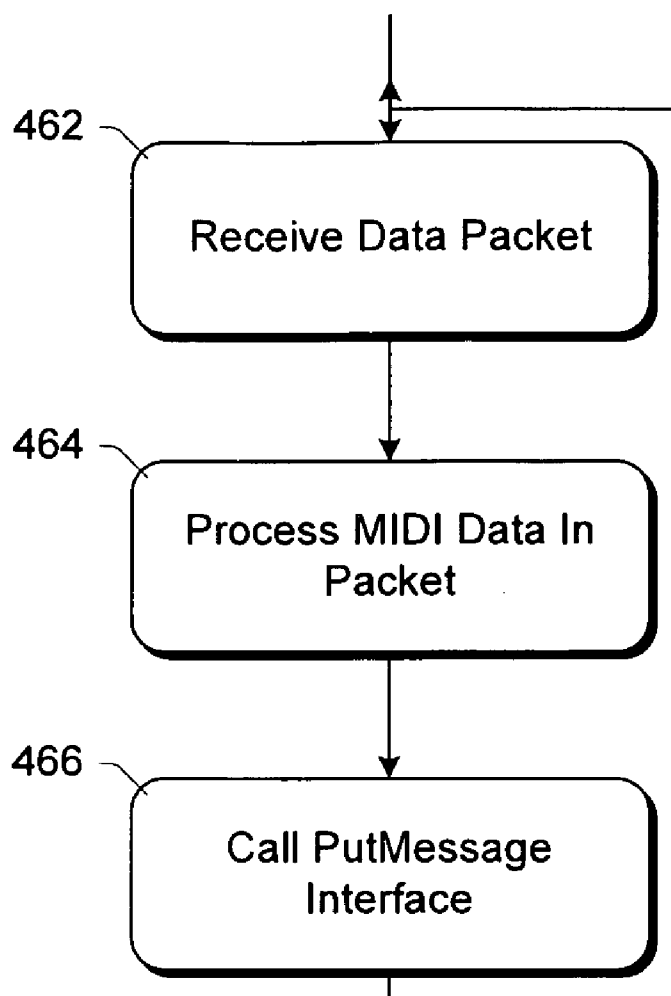 462
Receive Data Packet
464
Process MIDI Data In
Packet
466
Call PutMessage
Interface